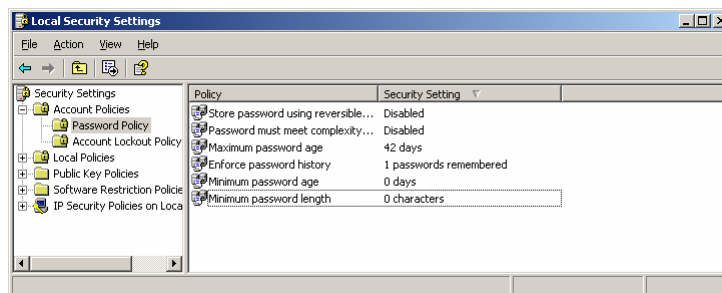 Local Security Settings
File Action View Help
Security Settings
Account Policies
Password Policy
Account Lockout Policy
Local Policies
Public Key Policies
Software Restriction Policie
IP Security Policies on Loca
Policy Security Setting
Store password using reversible... Disabled
Password must meet complexity... Disabled
Maximum password age 42 days
Enforce password history 1 passwords remembered
Minimum password age 0 days
Minimum password length 0 characters